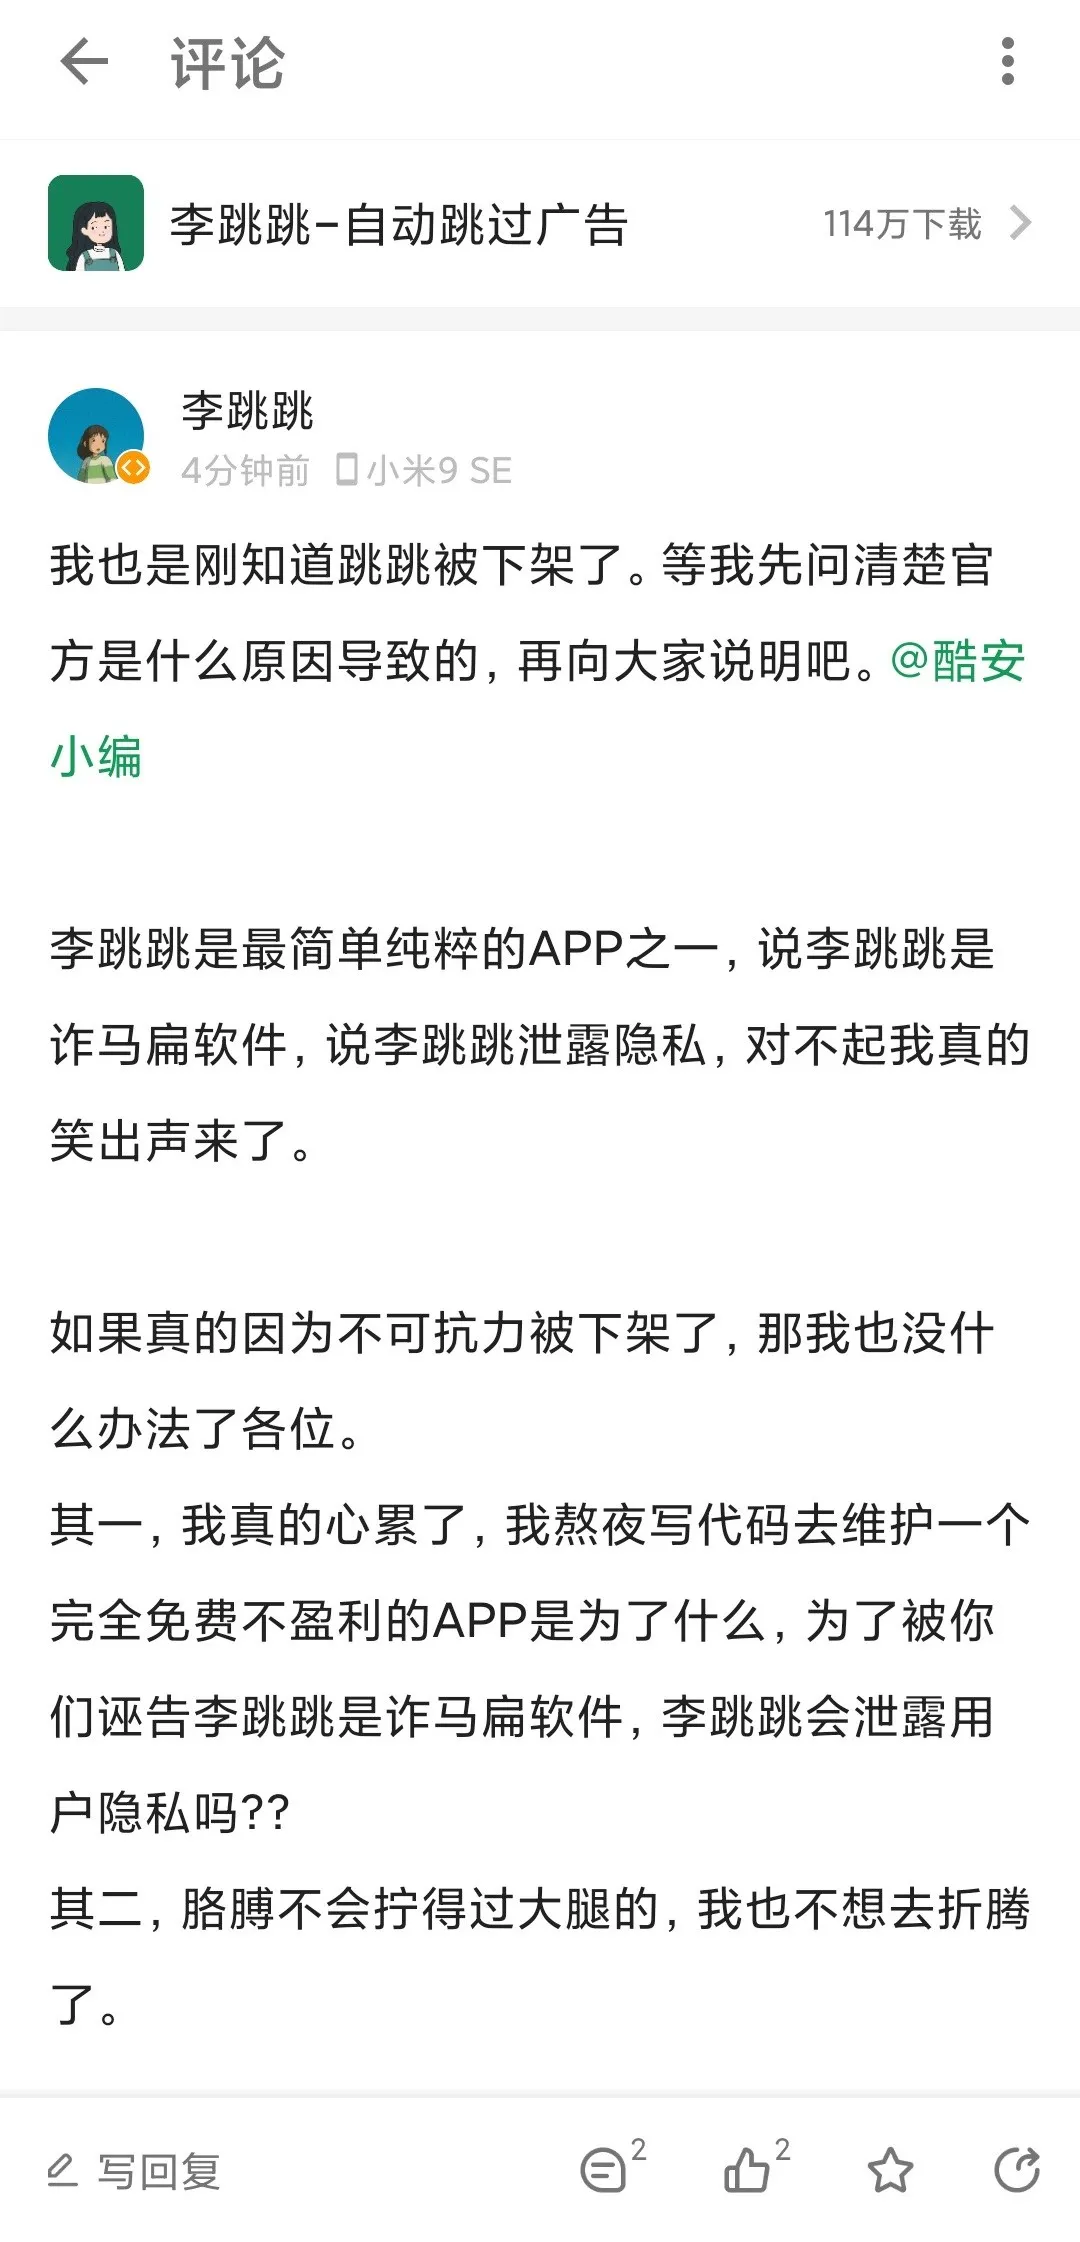 评论
李跳跳-自动跳过广告
114万下载
李跳跳
4分钟前 小米9 SE
我也是刚知道跳跳被下架了。等我先问清楚官
方是什么原因导致的，再向大家说明吧。@酷安
小编
李跳跳是最简单纯粹的APP之一，说李跳跳是
诈马扁软件，说李跳跳泄露隐私，对不起我真的
笑出声来了。
如果真的因为不可抗力被下架了，那我也没什
么办法了各位。
其一，我真的心累了，我熬夜写代码去维护一个
完全免费不盈利的APP是为了什么，为了被你
们诬告李跳跳是诈马扁软件，李跳跳会泄露用
户隐私吗??
其二，胳膊不会拧得过大腿的，我也不想去折腾
了。
写回复
2
2